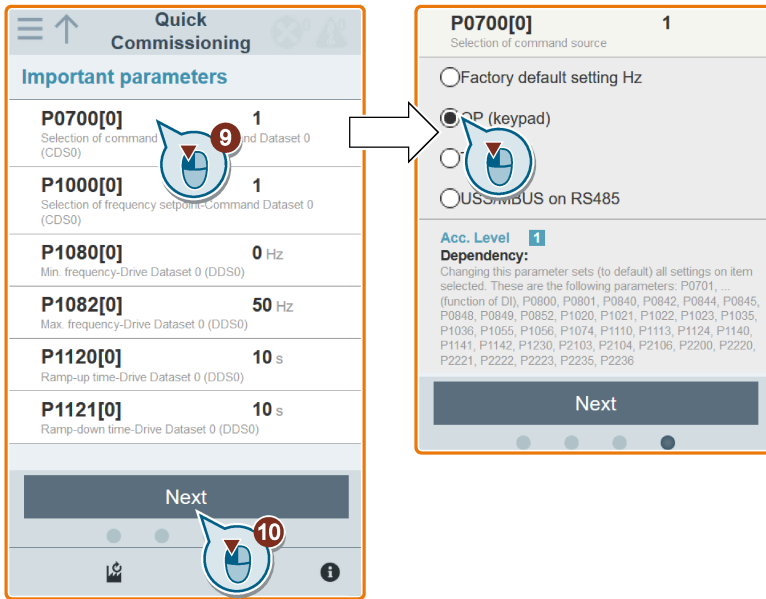 Quick
Commissioning
Important parameters
P0700[0] 1
Selection of command nd Dataset 0
(CDS0)
9
P1000[0] 1
Selection of frequency setpoint-Command Dataset 0
(CDS0)
P1080[0] 0 Hz
Min. frequency-Drive Dataset 0 (DDS0)
P1082[0] 50 Hz
Max. frequency-Drive Dataset 0 (DDS0)
P1120[0] 10 s
Ramp-up time-Drive Dataset 0 (DDS0)
P1121[0] 10 s
Ramp-down time-Drive Dataset 0 (DDS0)
Next
10
P0700[0] 1
Selection of command source
Factory default setting Hz
OP (keypad)
USS/MBUS on RS485
Acc. Level 1
Dependency:
Changing this parameter sets (to default) all settings on item
selected. These are the following parameters: P0701, ...
(function of DI), P0800, P0801, P0840, P0842, P0844, P0845,
P0848, P0849, P0852, P1020, P1021, P1022, P1023, P1035,
P1036, P1055, P1056, P1074, P1110, P1113, P1124, P1140,
P1141, P1142, P1230, P2103, P2104, P2106, P2200, P2220,
P2221, P2222, P2223, P2235, P2236
Next